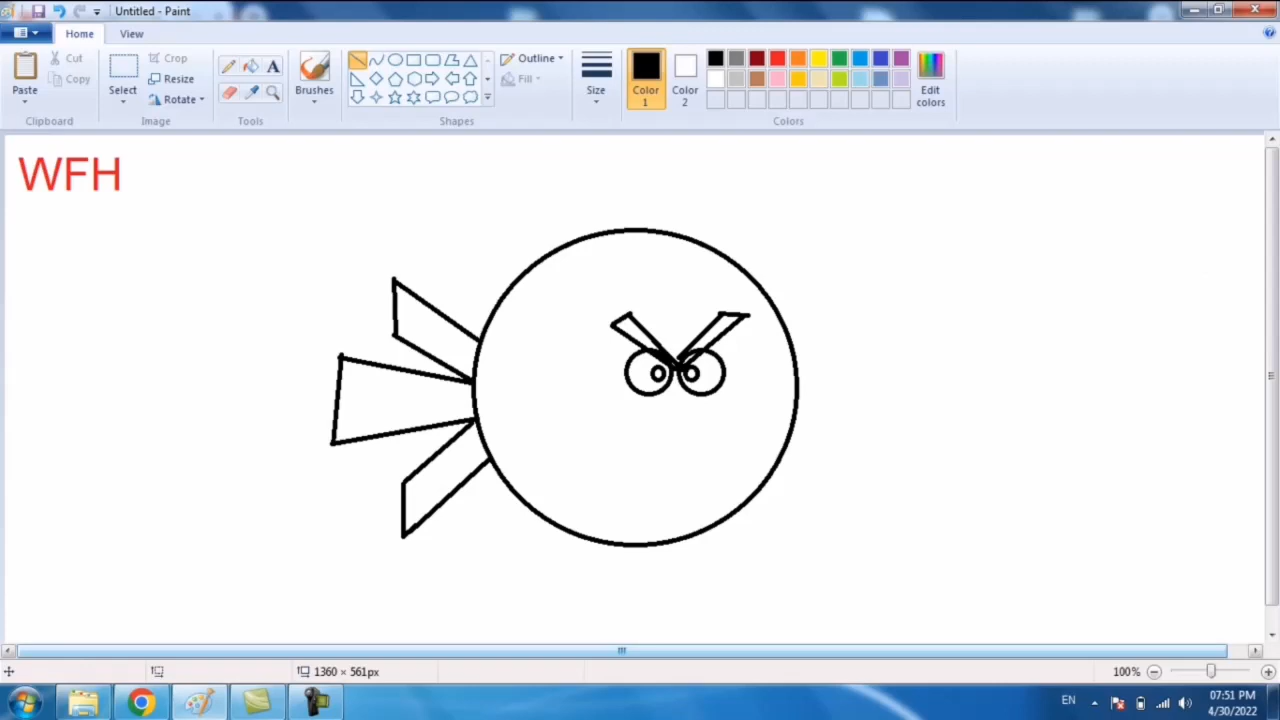 Untitled - Paint
Home
View
Paste
Cut
Copy
Clipboard
Select
Crop
Resize
Rotate
Image
A
Tools
Brushes
Outline
Fill
Shapes
Size
Color 1
Color 2
Edit colors
Colors
WFH
1360 × 561px
100%
EN
07:51 PM
4/30/2022